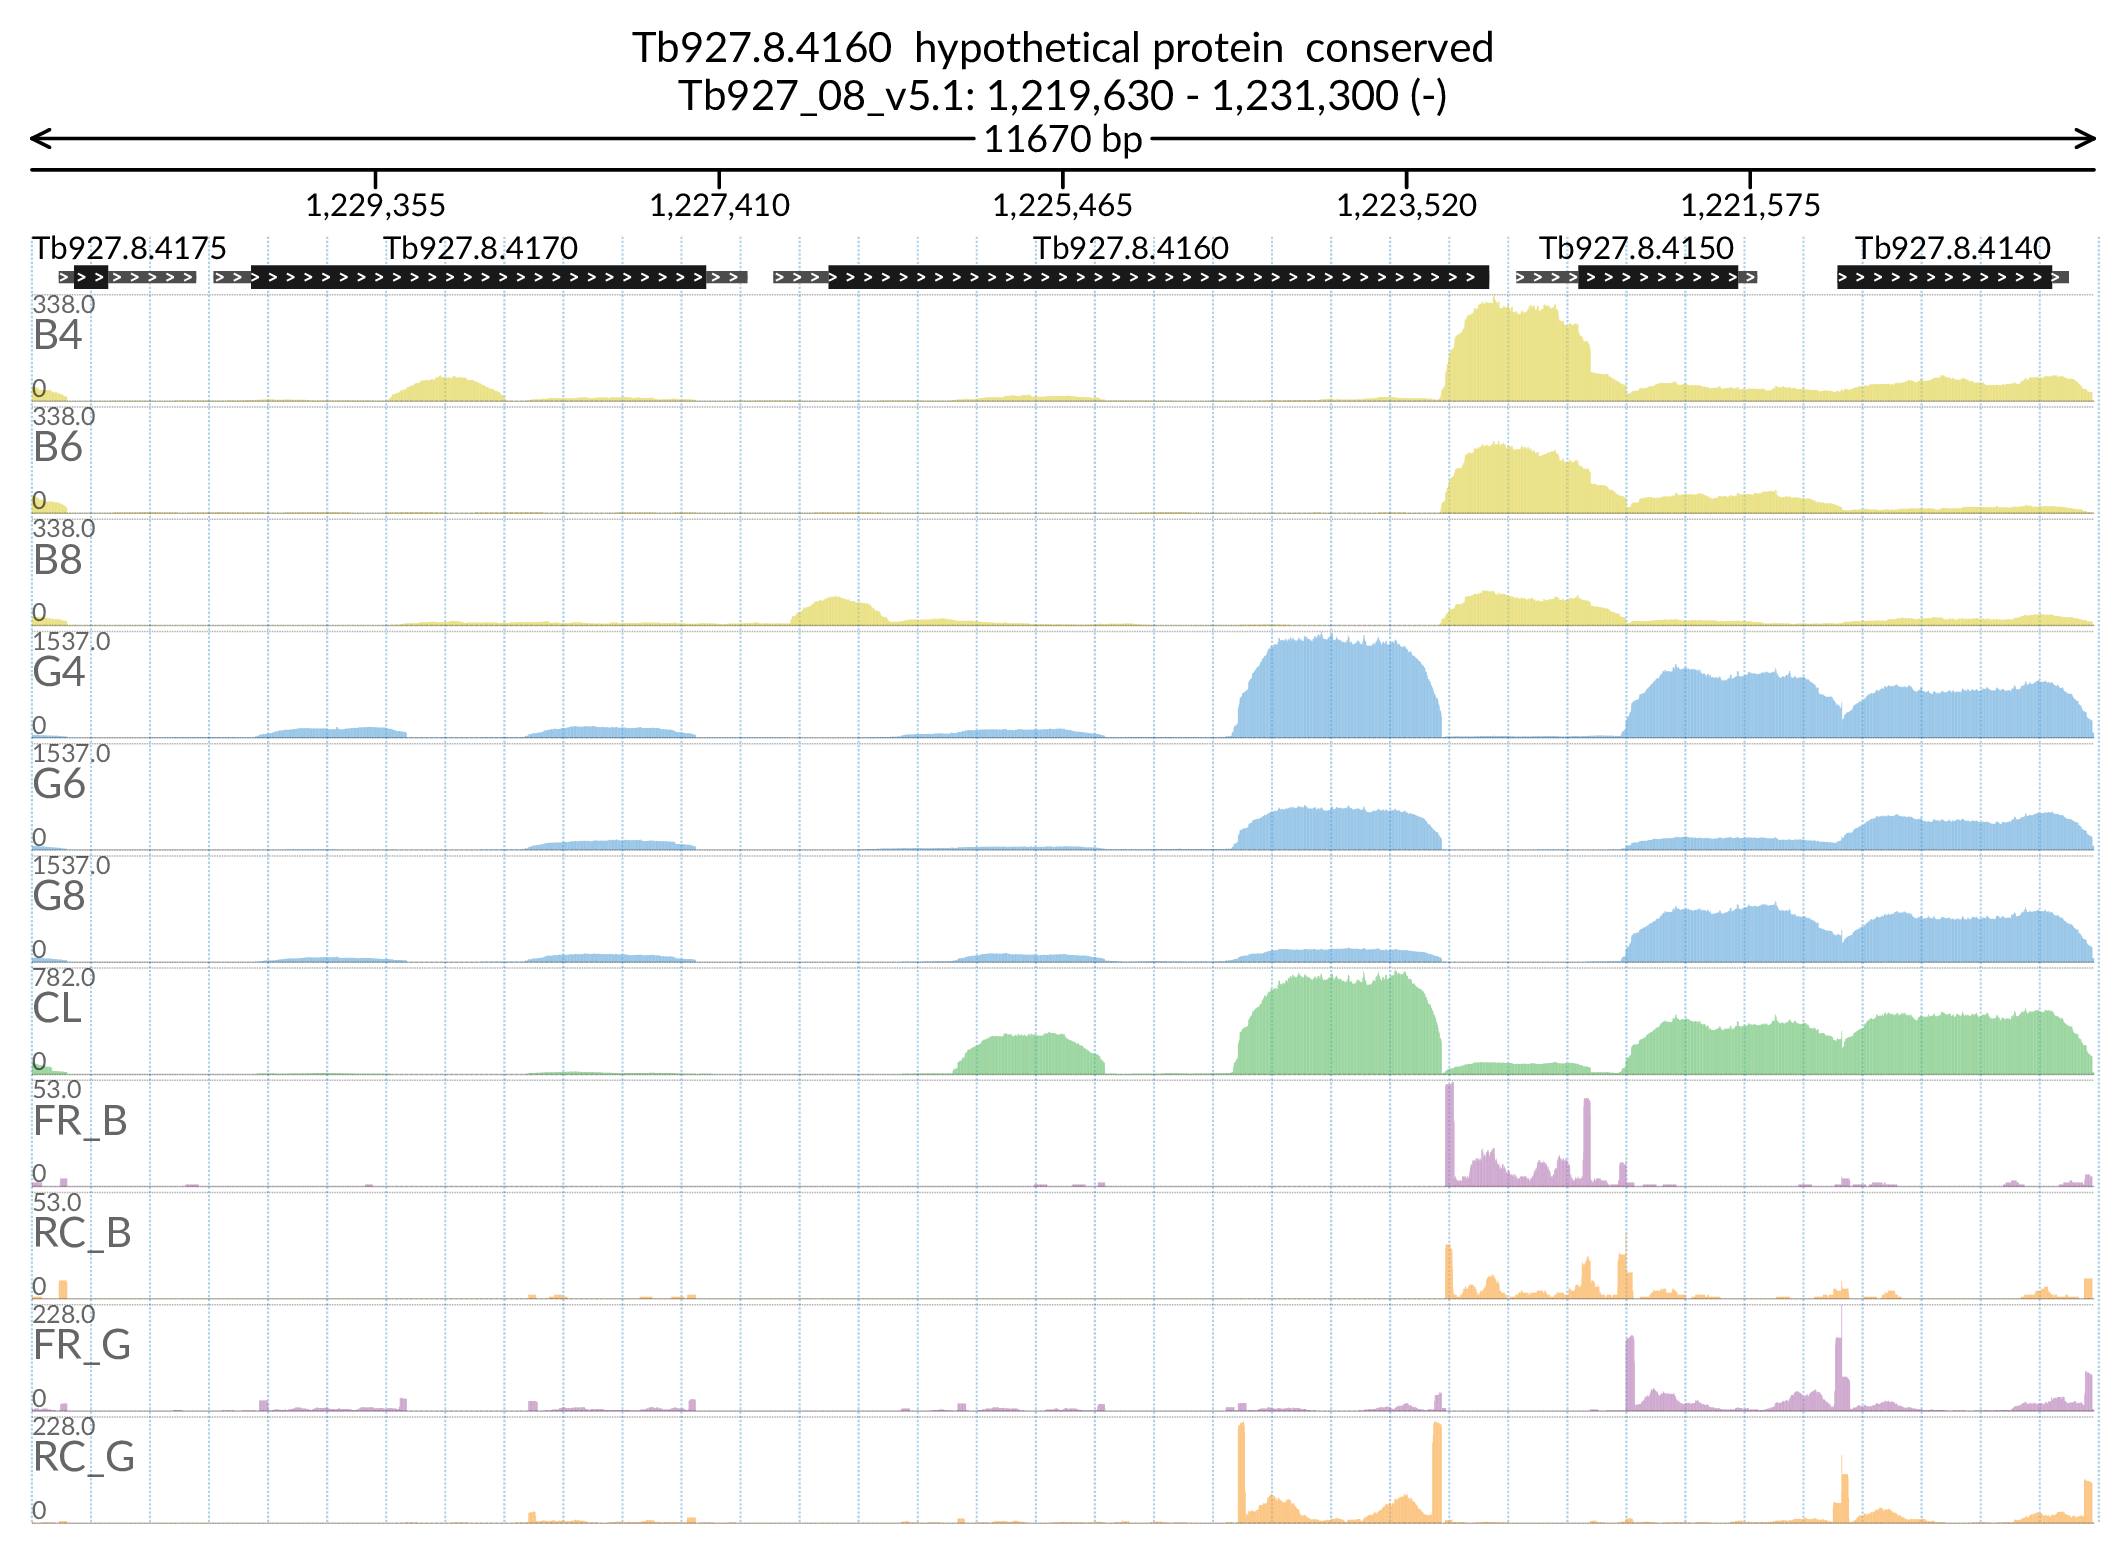 Tb927.8.4160  hypothetical protein  conserved
Tb927_08_v5.1: 1,219,630 - 1,231,300 (-)
11670 bp
1,229,355 1,227,410 1,225,465 1,223,520 1,221,575
Tb927.8.4175 Tb927.8.4170 Tb927.8.4160 Tb927.8.4150 Tb927.8.4140
338.0
B4
0
338.0
B6
0
338.0
B8
0
1537.0
G4
0
1537.0
G6
0
1537.0
G8
0
782.0
CL
0
53.0
FR_B
0
53.0
RC_B
0
228.0
FR_G
0
228.0
RC_G
0